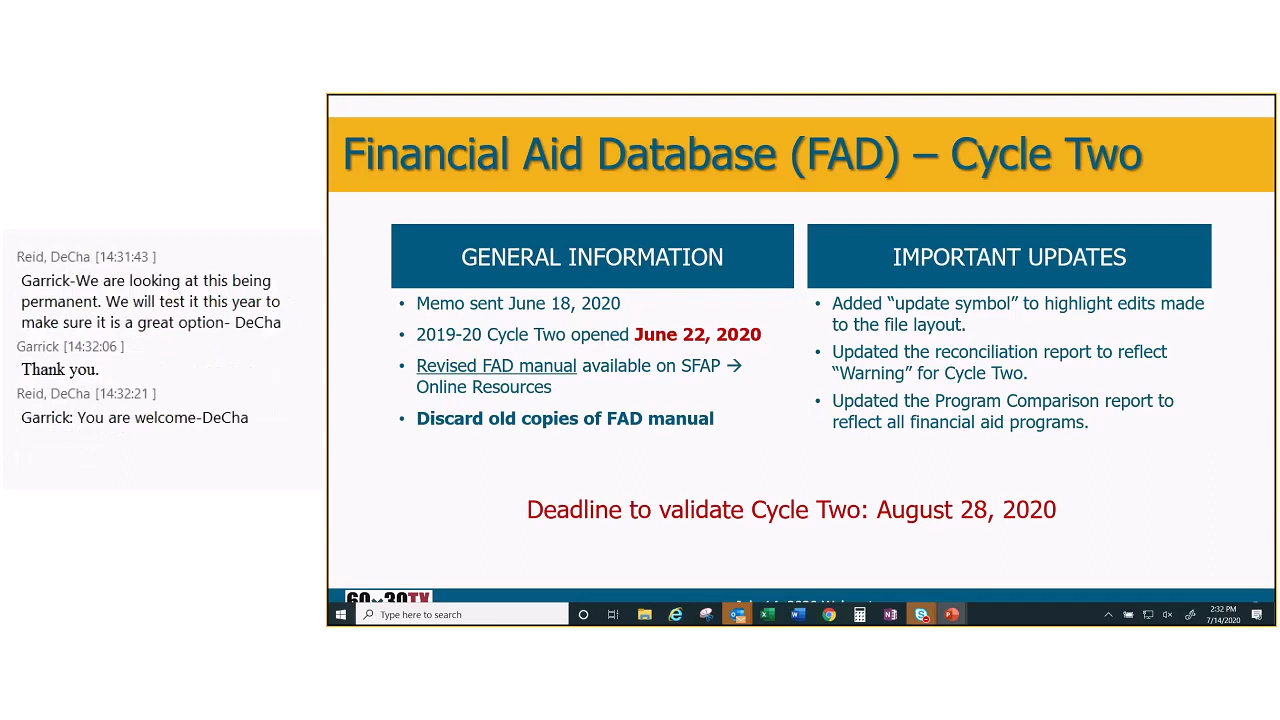 Reid, DeCha [14:31:43 ]
Garrick-We are looking at this being
permanent. We will test it this year to
make sure it is a great option- DeCha
Garrick [14:32:06 ]
Thank you.
Reid, DeCha [14:32:21 ]
Garrick: You are welcome-DeCha
Financial Aid Database (FAD) – Cycle Two
GENERAL INFORMATION
• Memo sent June 18, 2020
• 2019-20 Cycle Two opened June 22, 2020
• Revised FAD manual available on SFAP →
Online Resources
• Discard old copies of FAD manual
IMPORTANT UPDATES
• Added “update symbol” to highlight edits made
to the file layout.
• Updated the reconciliation report to reflect
“Warning” for Cycle Two.
• Updated the Program Comparison report to
reflect all financial aid programs.
Deadline to validate Cycle Two: August 28, 2020
60x30TX
Type here to search
2:32 PM
7/14/2020